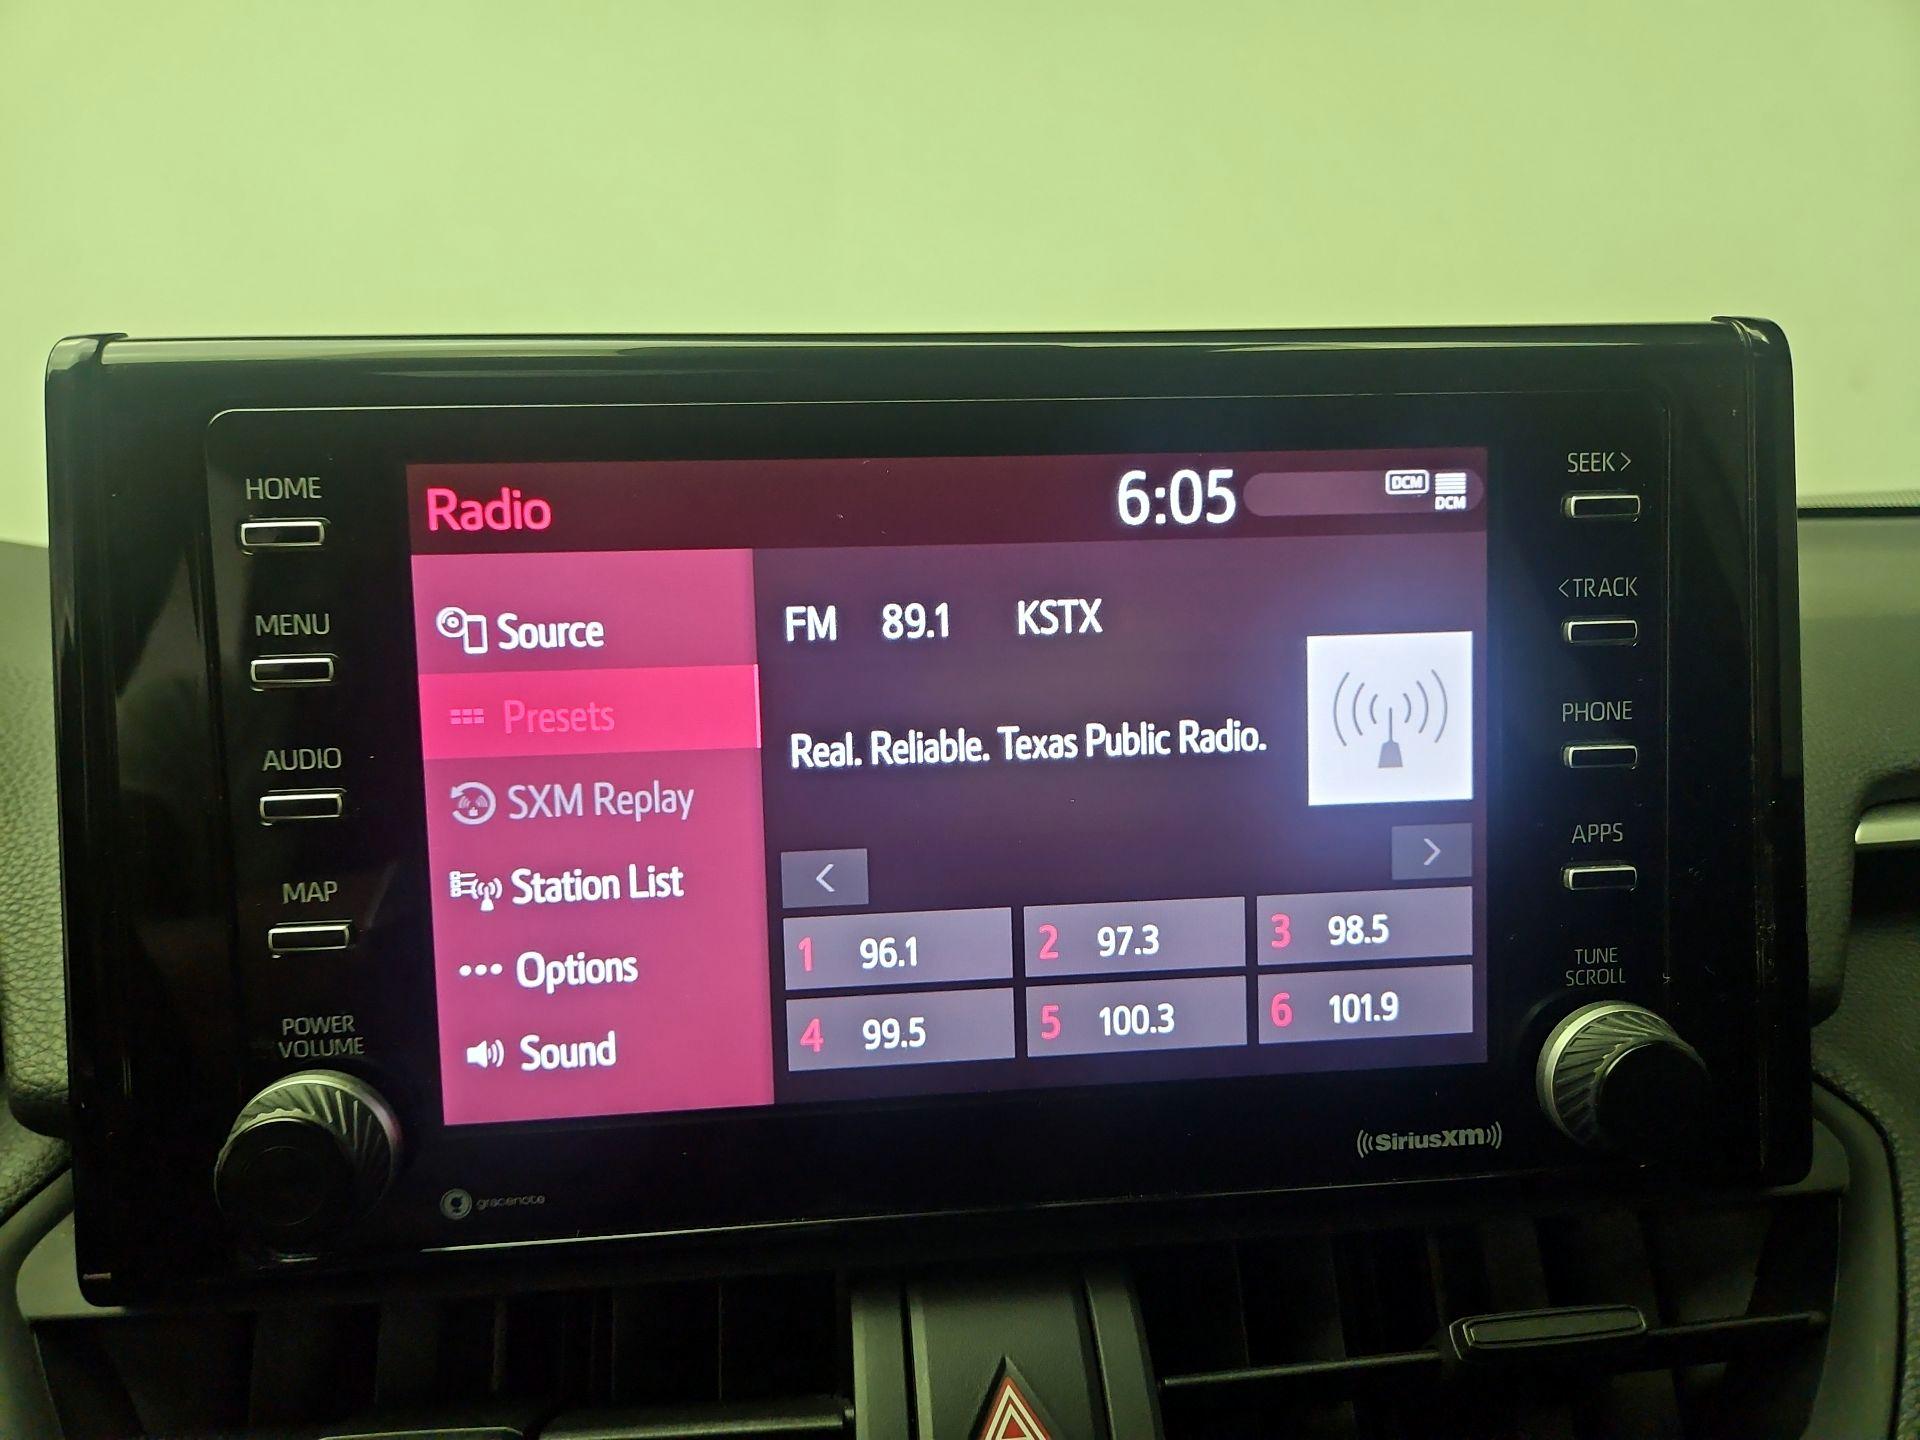 HOME
MENU
AUDIO
MAP
POWER
VOLUME
Radio
6:05
DCM
DCM
Source
Presets
SXM Replay
Station List
Options
Sound
FM 89.1 KSTX
Real. Reliable. Texas Public Radio.
< >
1 96.1 2 97.3 3 98.5
4 99.5 5 100.3 6 101.9
SEEK >
< TRACK
PHONE
APPS
TUNE
SCROLL
gracenote
((SiriusXM))